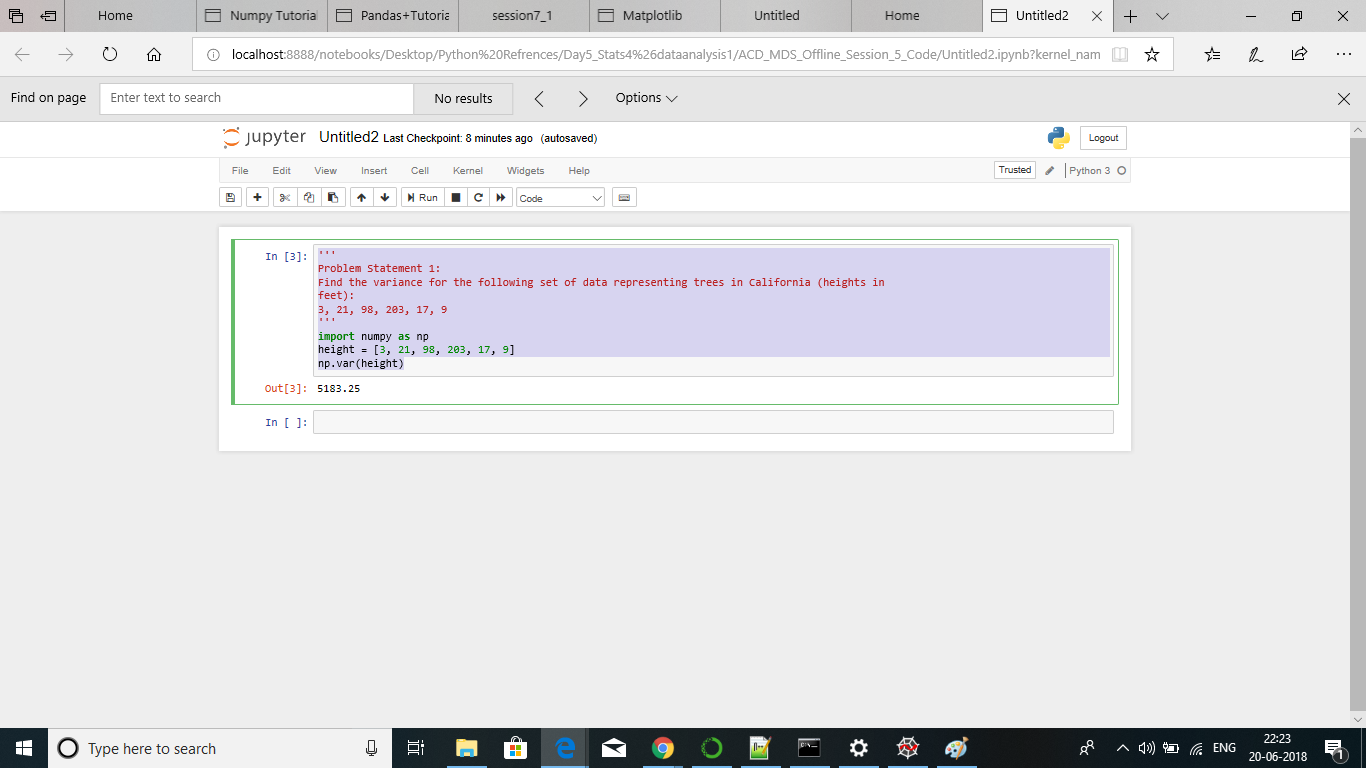 Home
Numpy Tutorial
Pandas+Tutoria
session7_1
Matplotlib
Untitled
Home
Untitled2
localhost:8888/notebooks/Desktop/Python%20Refrences/Day5_Stats4%26dataanalysis1/ACD_MDS_Offline_Session_5_Code/Untitled2.ipynb?kernel_nam
Find on page
Enter text to search
No results
Options
jupyter Untitled2 Last Checkpoint: 8 minutes ago (autosaved)
Logout
File Edit View Insert Cell Kernel Widgets Help
Trusted
Python 3
Run
Code
In [3]:
'''
Problem Statement 1:
Find the variance for the following set of data representing trees in California (heights in
feet):
3, 21, 98, 203, 17, 9
'''
import numpy as np
height = [3, 21, 98, 203, 17, 9]
np.var(height)
Out[3]: 5183.25
In [ ]:
Type here to search
ENG
22:23
20-06-2018
1